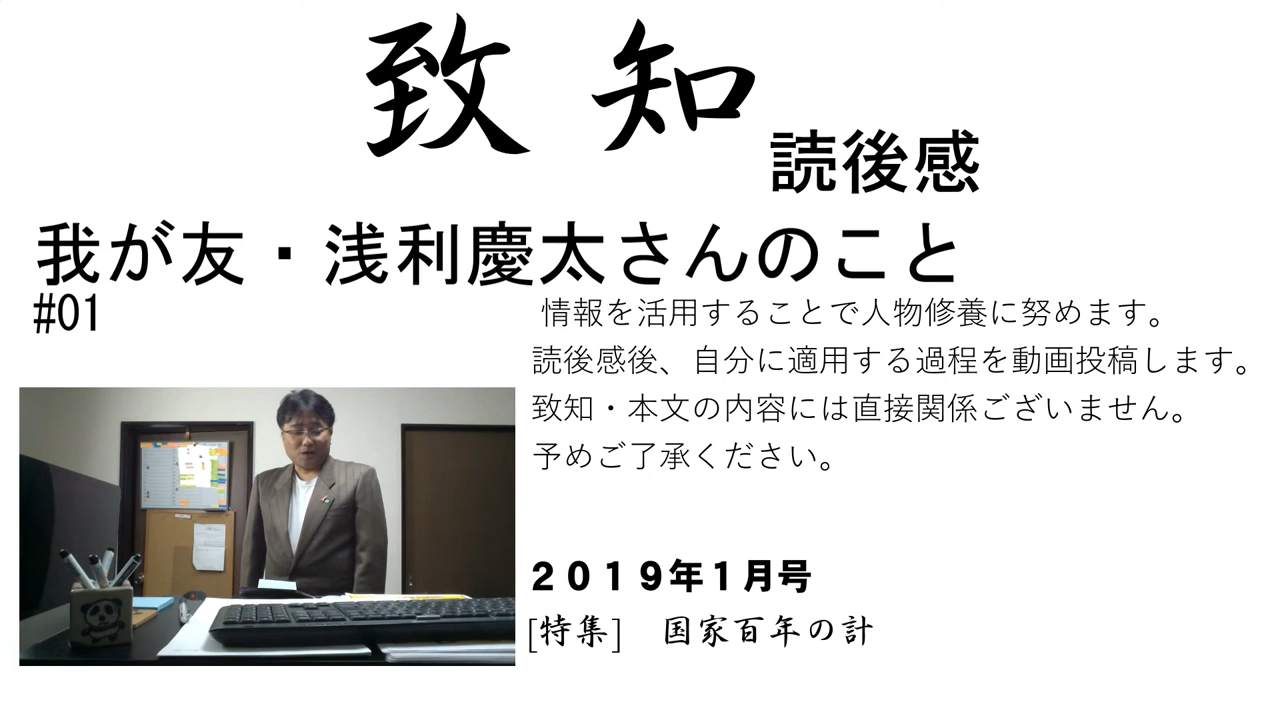 致知
読後感
我が友・浅利慶太さんのこと
#01
情報を活用することで人物修養に努めます。
読後感後、自分に適用する過程を動画投稿します。
致知・本文の内容には直接関係ございません。
予めご了承ください。
２０１９年１月号
[特集]　国家百年の計